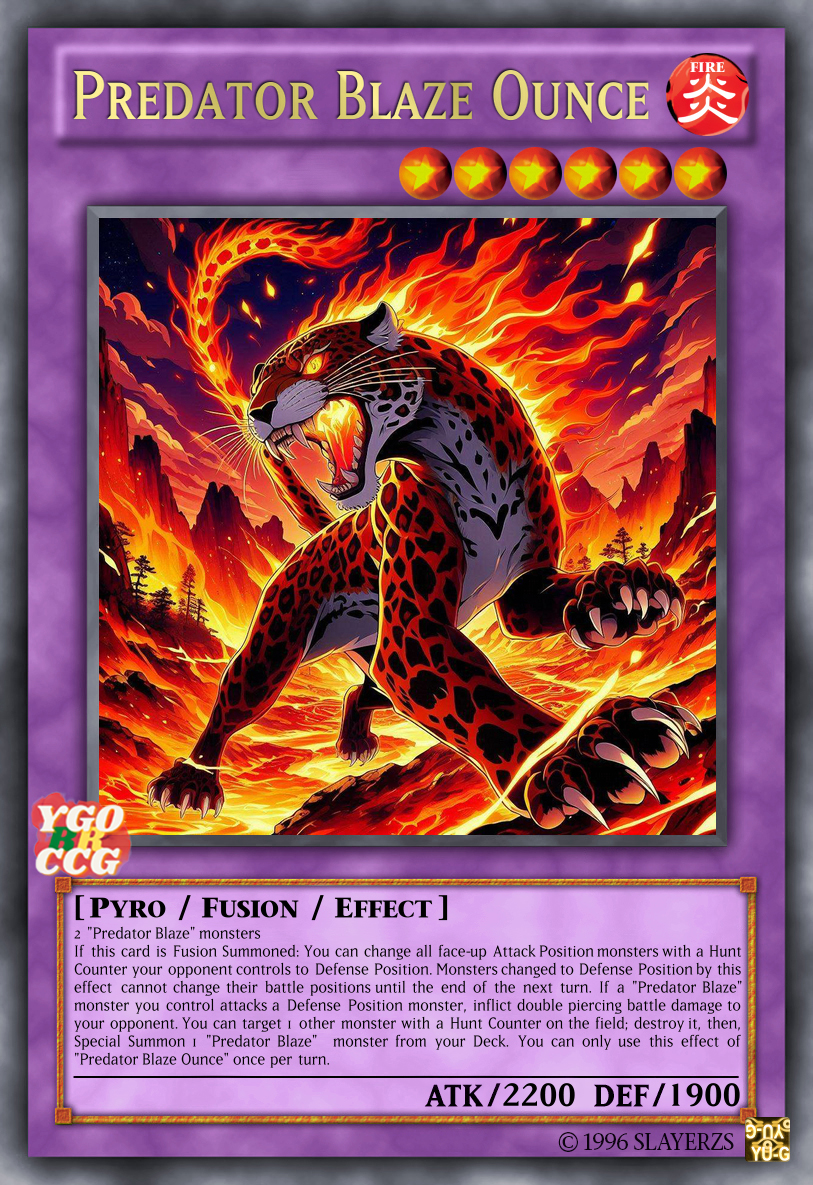 PREDATOR BLAZE OUNCE
FIRE
炎
YGO
BR
CCG
[ PYRO / FUSION / EFFECT ]
2 "Predator Blaze" monsters
If this card is Fusion Summoned: You can change all face-up Attack Position monsters with a Hunt
Counter your opponent controls to Defense Position. Monsters changed to Defense Position by this
effect cannot change their battle positions until the end of the next turn. If a "Predator Blaze"
monster you control attacks a Defense Position monster, inflict double piercing battle damage to
your opponent. You can target 1 other monster with a Hunt Counter on the field; destroy it, then,
Special Summon 1 "Predator Blaze" monster from your Deck. You can only use this effect of
"Predator Blaze Ounce" once per turn.
ATK/2200 DEF/1900
© 1996 SLAYERZS